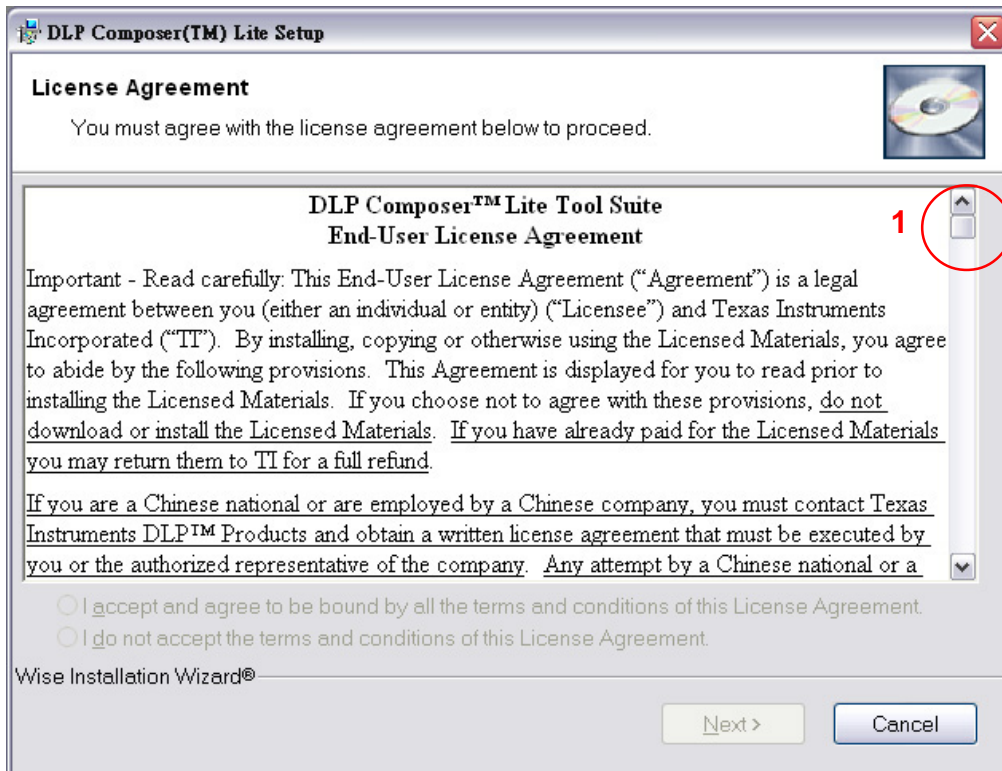 DLP Composer(TM) Lite Setup
License Agreement
You must agree with the license agreement below to proceed.
DLP Composer™ Lite Tool Suite
End-User License Agreement
1
Important - Read carefully: This End-User License Agreement (“Agreement”) is a legal
agreement between you (either an individual or entity) (“Licensee”) and Texas Instruments
Incorporated (“TI”).  By installing, copying or otherwise using the Licensed Materials, you agree
to abide by the following provisions.  This Agreement is displayed for you to read prior to
installing the Licensed Materials.  If you choose not to agree with these provisions, do not
download or install the Licensed Materials.  If you have already paid for the Licensed Materials
you may return them to TI for a full refund.
If you are a Chinese national or are employed by a Chinese company, you must contact Texas
Instruments DLP™ Products and obtain a written license agreement that must be executed by
you or the authorized representative of the company.  Any attempt by a Chinese national or a
I accept and agree to be bound by all the terms and conditions of this License Agreement.
I do not accept the terms and conditions of this License Agreement.
Wise Installation Wizard®
Next >
Cancel